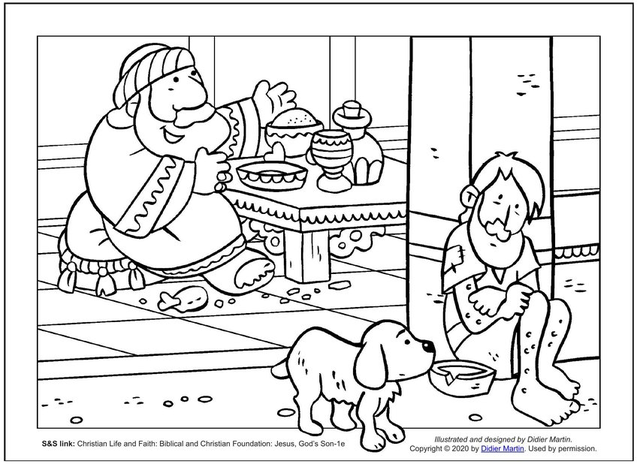 S&S link: Christian Life and Faith: Biblical and Christian Foundation: Jesus, God's Son-1e
Illustrated and designed by Didier Martin.
Copyright © 2020 by Didier Martin. Used by permission.